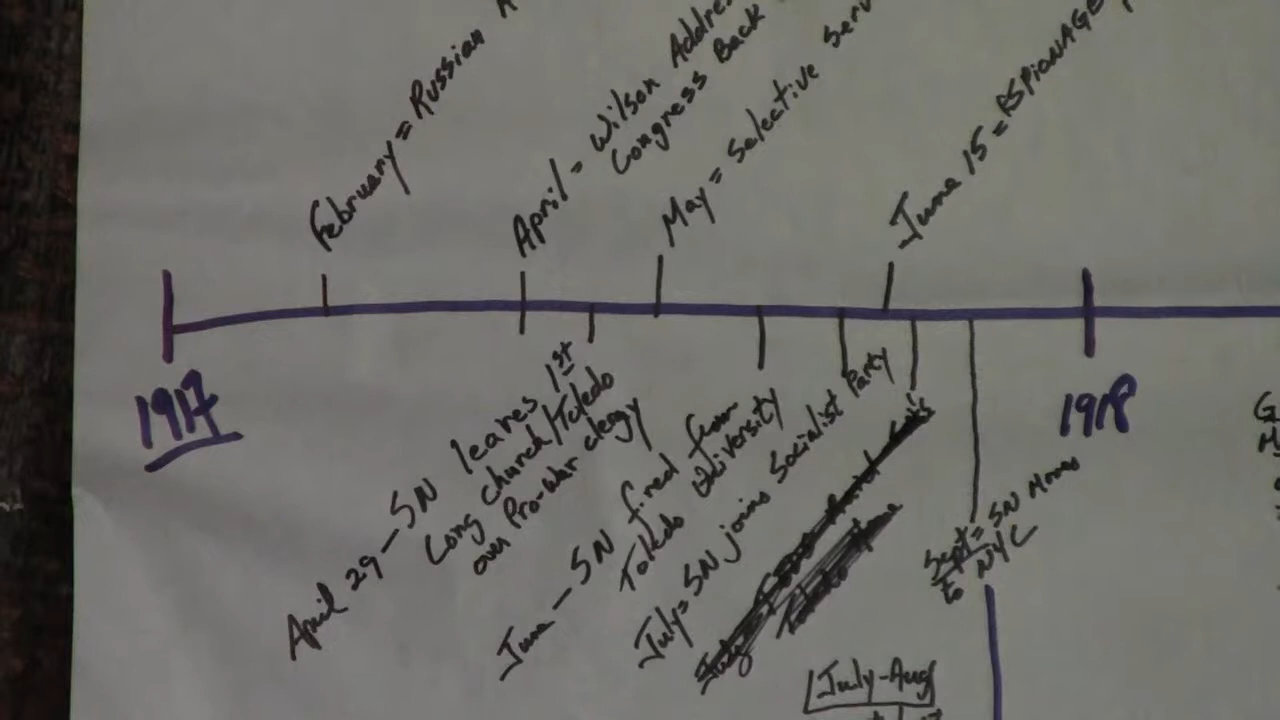 February = Russian
April = Wilson Addre
Congress Back
May = Selective Serv
June 15 = ESPIONAGE
1917
1918
April 29 - SN leaves 1st
Cong church/Toledo
over Pro-war clergy
June - SN fired from
Toledo University
July = SN joins Socialist Party
Sept = SN Moves
to NYC
July-Aug
G
M